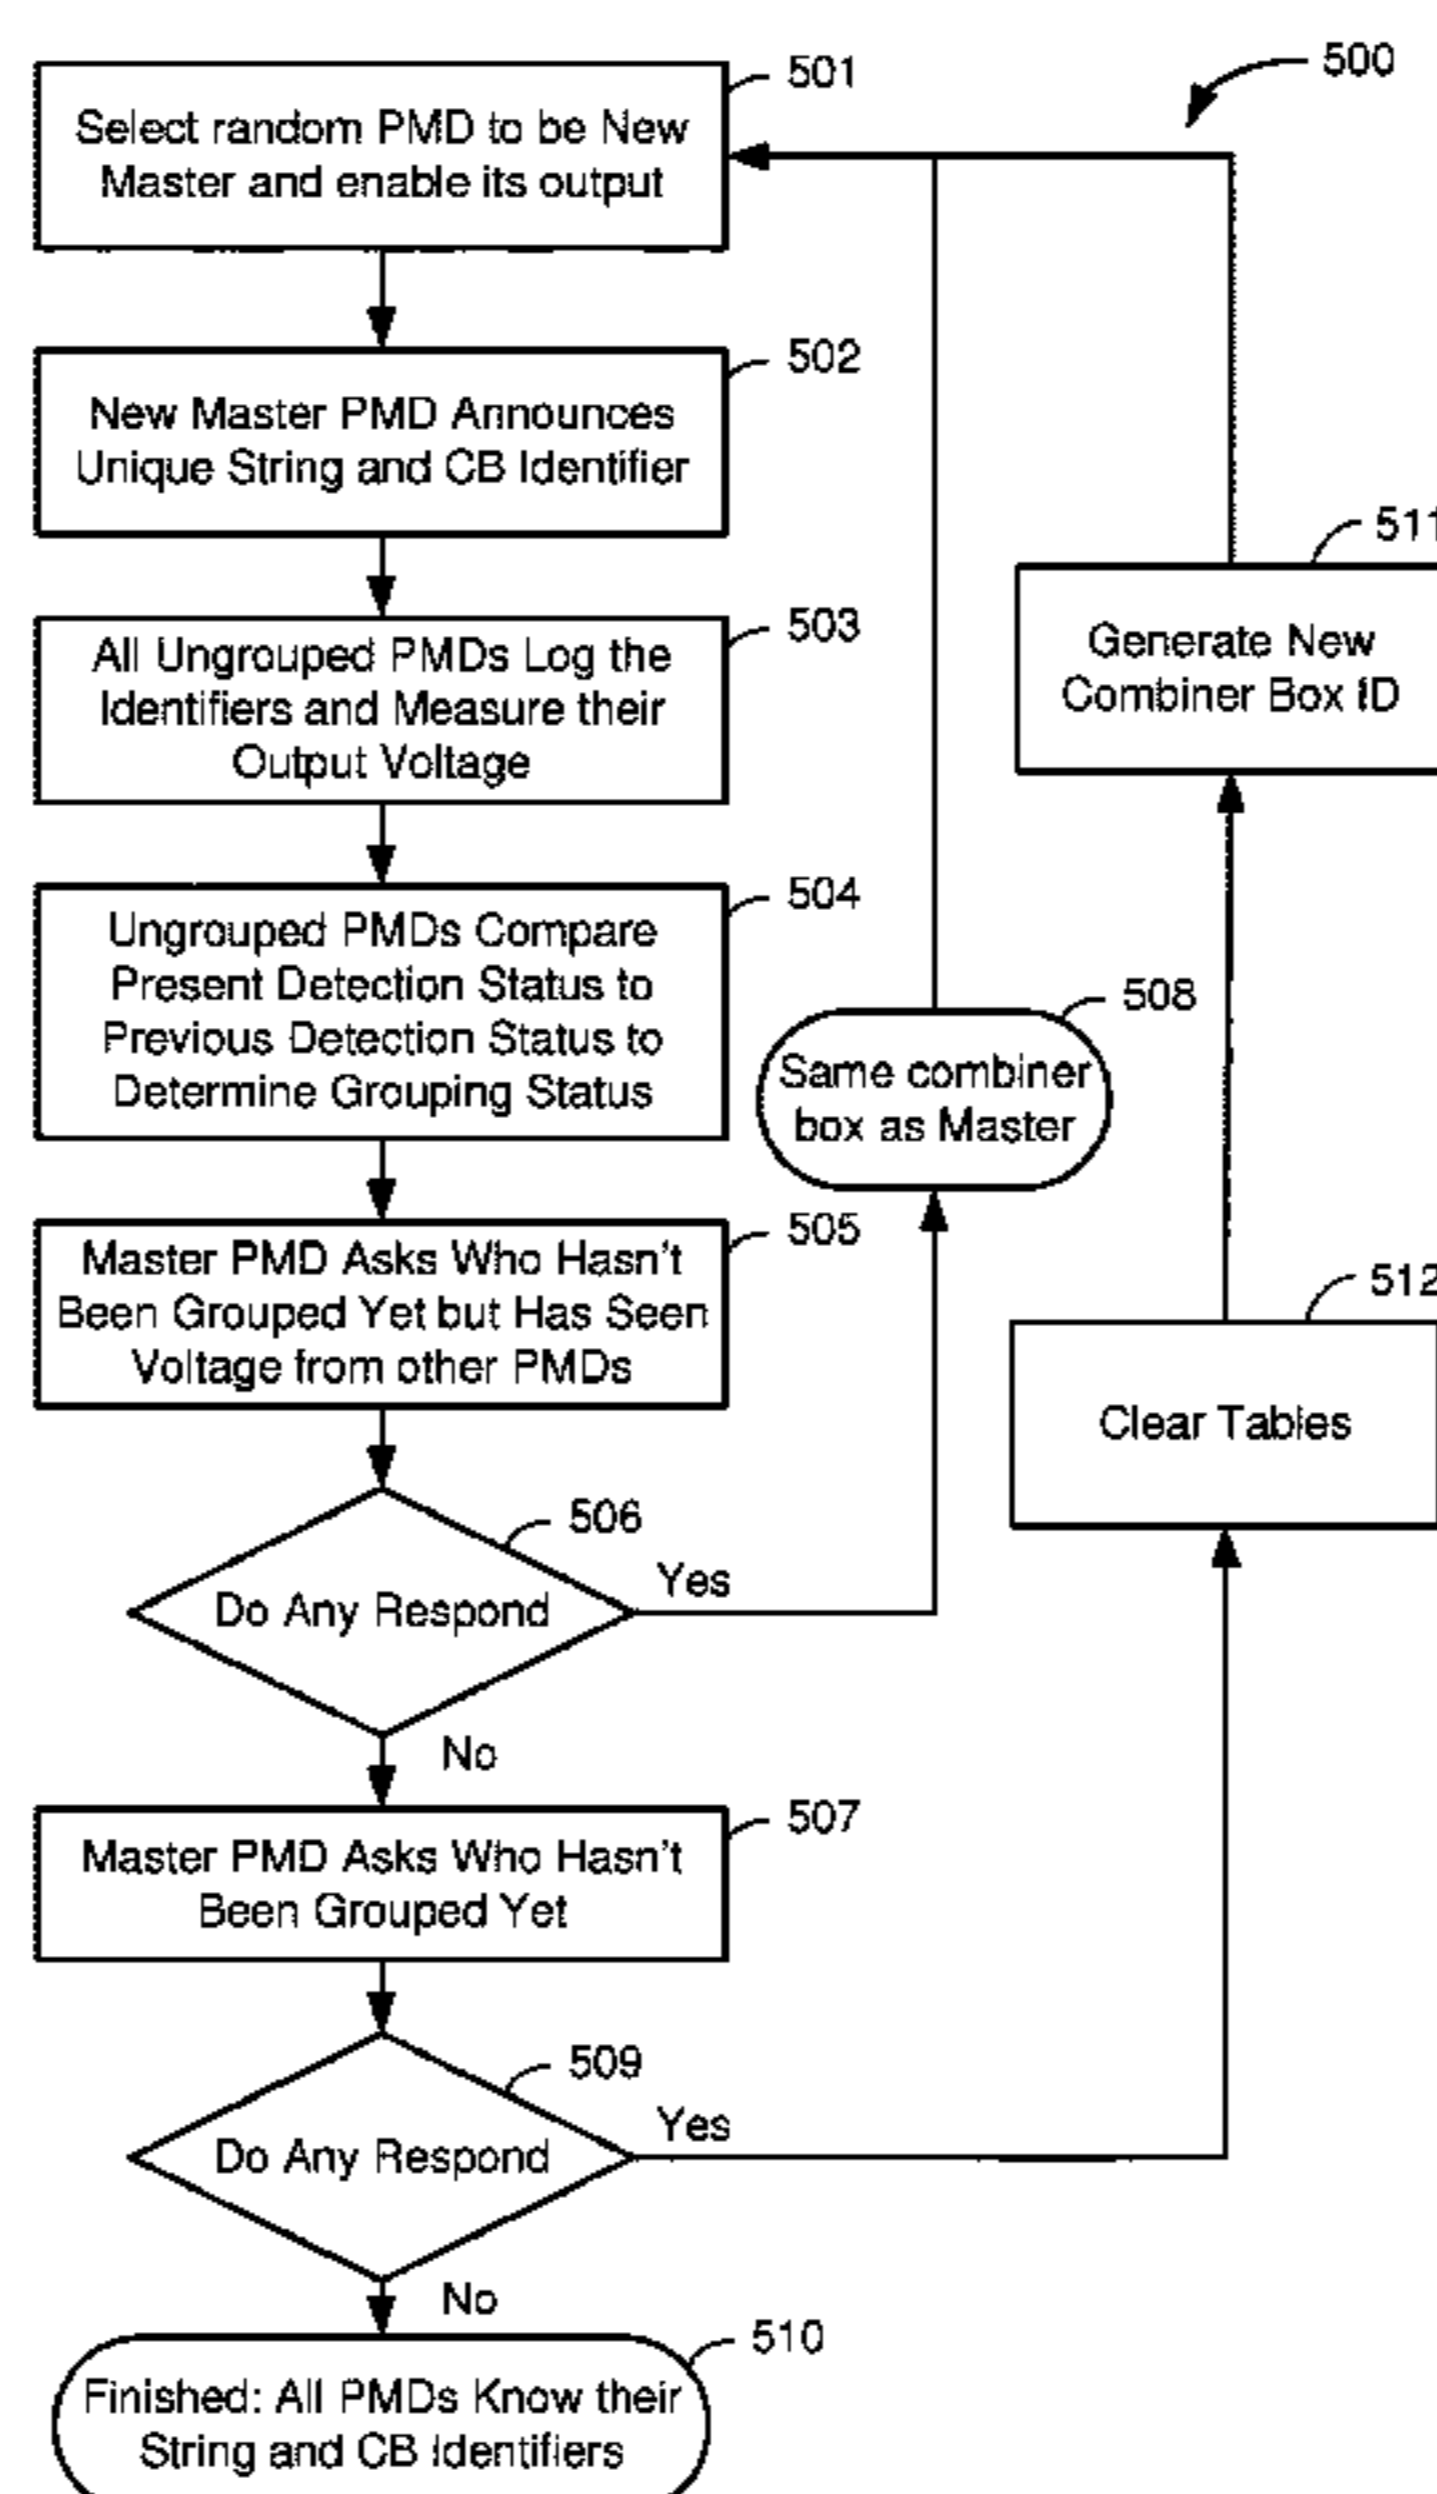 500
501
Select random PMD to be New
Master and enable its output
502
New Master PMD Announces
Unique String and CB Identifier
503
All Ungrouped PMDs Log the
Identifiers and Measure their
Output Voltage
504
Ungrouped PMDs Compare
Present Detection Status to
Previous Detection Status to
Determine Grouping Status
505
Master PMD Asks Who Hasn't
Been Grouped Yet but Has Seen
Voltage from other PMDs
506
Do Any Respond
Yes
No
507
Master PMD Asks Who Hasn't
Been Grouped Yet
508
Same combiner
box as Master
509
Do Any Respond
Yes
No
510
Finished: All PMDs Know their
String and CB Identifiers
511
Generate New
Combiner Box ID
512
Clear Tables